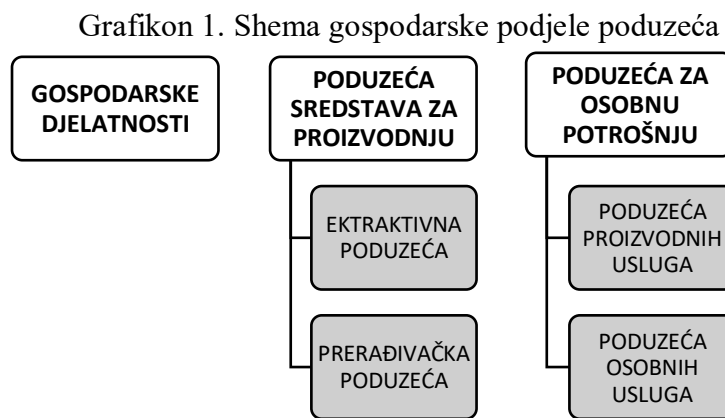 Grafikon 1. Shema gospodarske podjele poduzeća
GOSPODARSKE
DJELATNOSTI
PODUZEĆA
SREDSTAVA ZA
PROIZVODNJU
EKTRAKTIVNA
PODUZEĆA
PRERAĐIVAČKA
PODUZEĆA
PODUZEĆA ZA
OSOBNU
POTROŠNJU
PODUZEĆA
PROIZVODNIH
USLUGA
PODUZEĆA
OSOBNIH
USLUGA